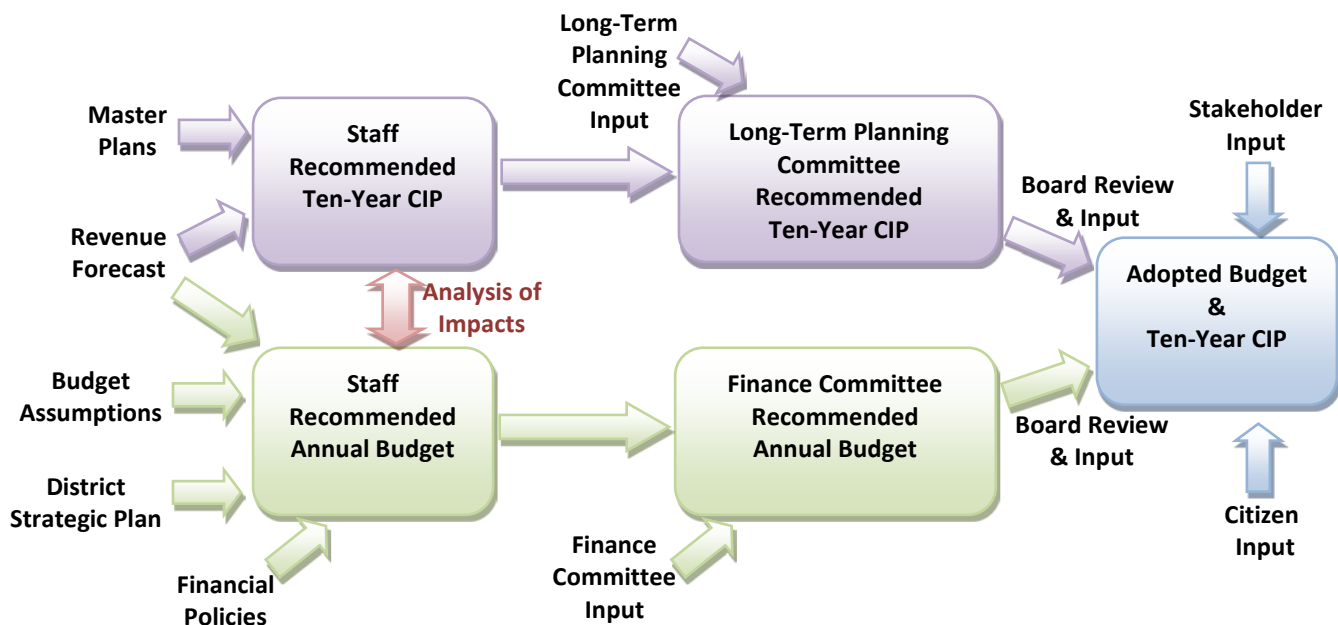 Long-Term
Planning
Committee
Input
Master
Plans
Staff
Recommended
Ten-Year CIP
Long-Term Planning
Committee
Recommended
Ten-Year CIP
Stakeholder
Input
Board Review
& Input
Revenue
Forecast
Analysis of
Impacts
Adopted Budget
&
Ten-Year CIP
Budget
Assumptions
Staff
Recommended
Annual Budget
Finance Committee
Recommended
Annual Budget
Board Review
& Input
District
Strategic Plan
Financial
Policies
Finance
Committee
Input
Citizen
Input